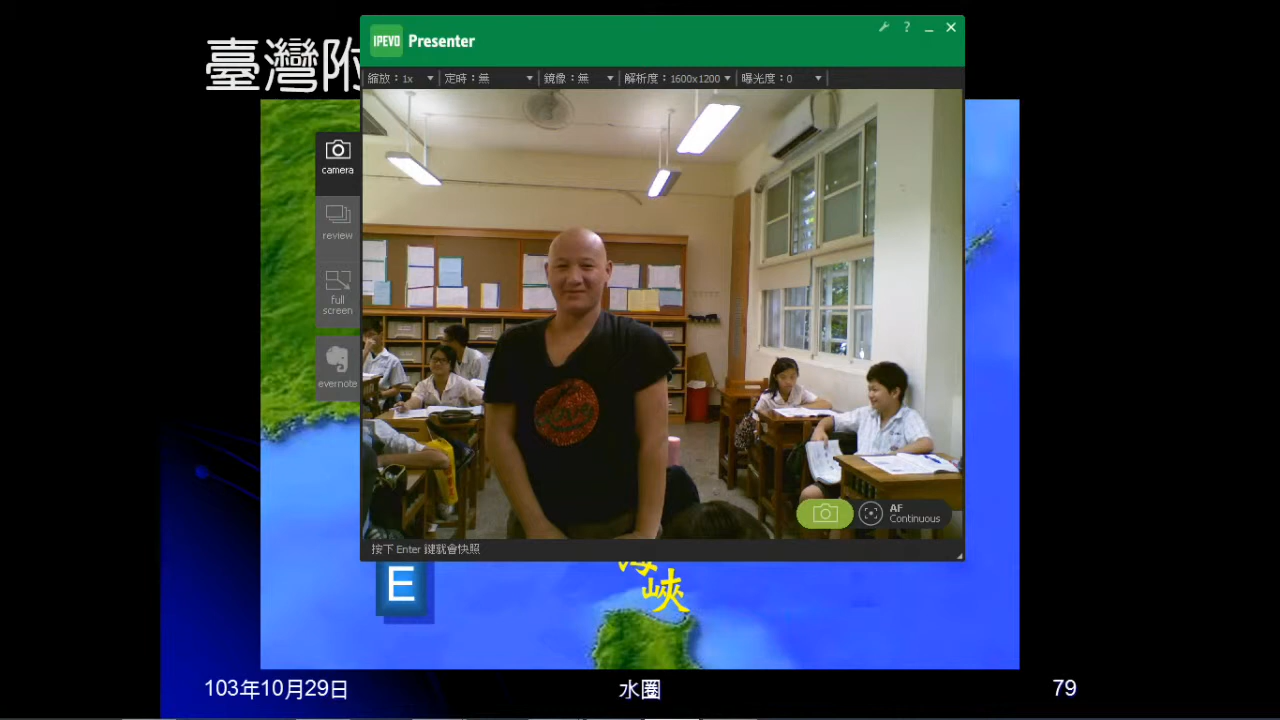 臺灣附
IPEVO Presenter
縮放：1x 定時：無 鏡像：無 解析度：1600x1200 曝光度：0
camera
review
full
screen
evernote
AF
Continuous
按下 Enter 鍵就會快照
海峽
E
103年10月29日 水圈 79